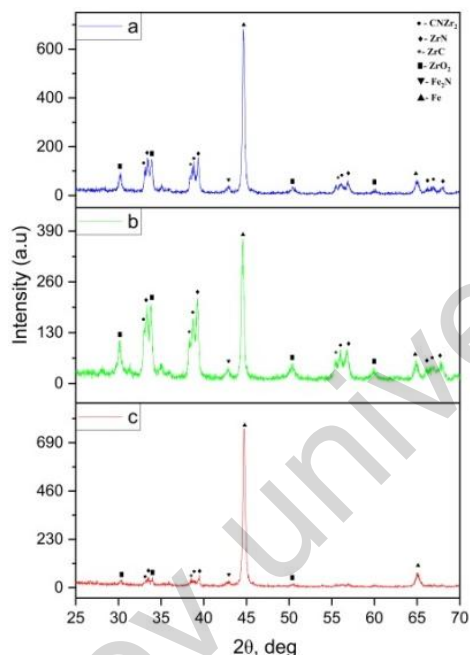 a
600
400
200
0
- CNZr₂
- ZrN
- ZrC
- ZrO₂
- Fe₂N
- Fe
b
390
260
130
0
c
690
460
230
0
Intensity (a.u)
25 30 35 40 45 50 55 60 65 70
2θ, deg